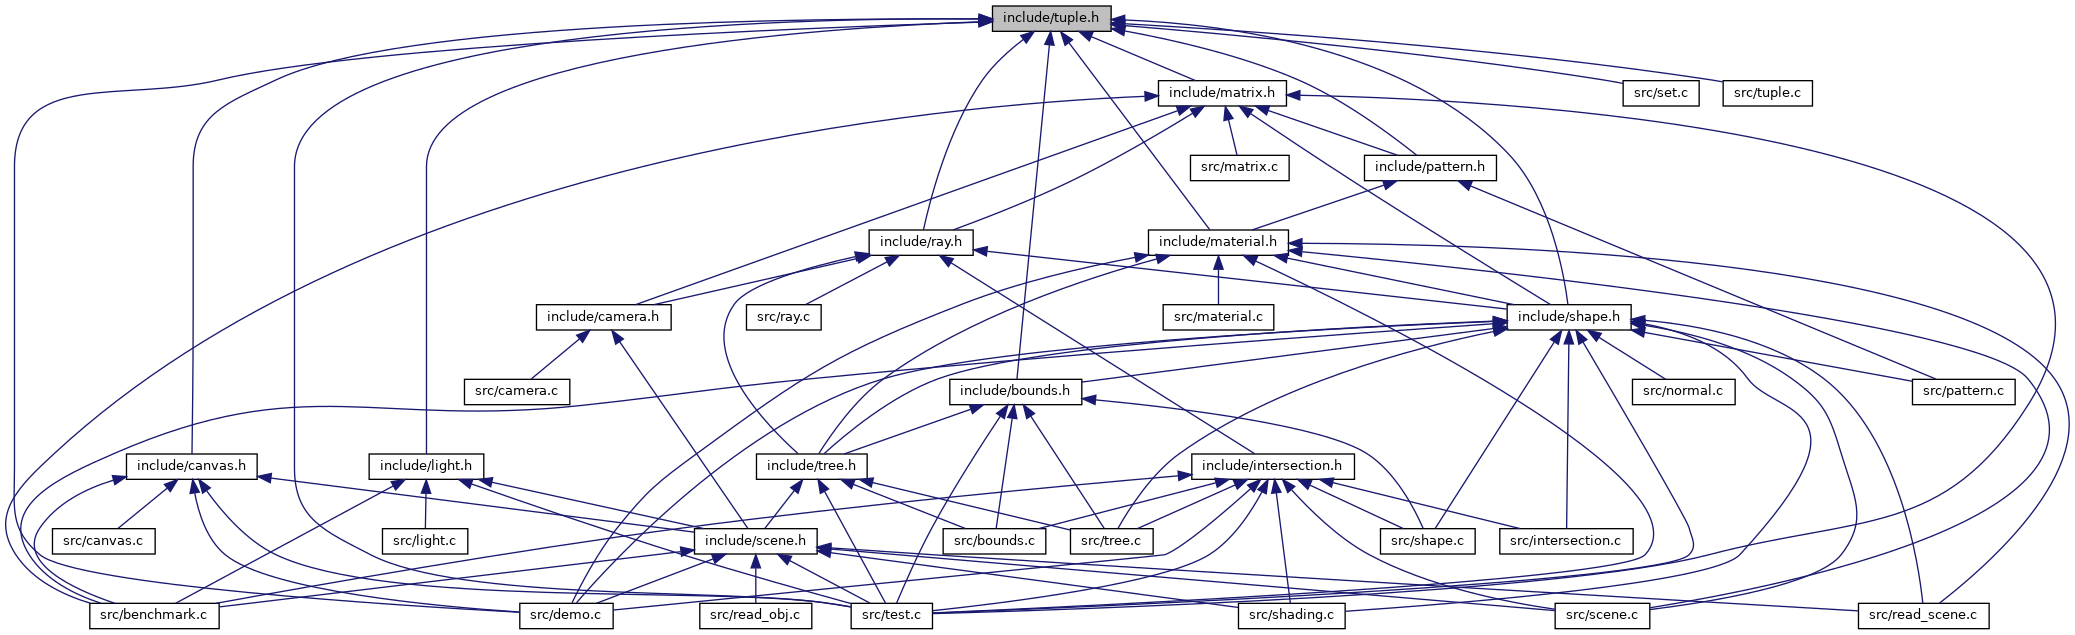 include/tuple.h
include/matrix.h
src/set.c
src/tuple.c
src/matrix.c
include/pattern.h
include/ray.h
include/material.h
include/camera.h
src/ray.c
src/material.c
include/shape.h
src/camera.c
include/bounds.h
src/normal.c
src/pattern.c
include/canvas.h
include/light.h
include/tree.h
include/intersection.h
src/canvas.c
src/light.c
include/scene.h
src/bounds.c
src/tree.c
src/shape.c
src/intersection.c
src/benchmark.c
src/demo.c
src/read_obj.c
src/test.c
src/shading.c
src/scene.c
src/read_scene.c